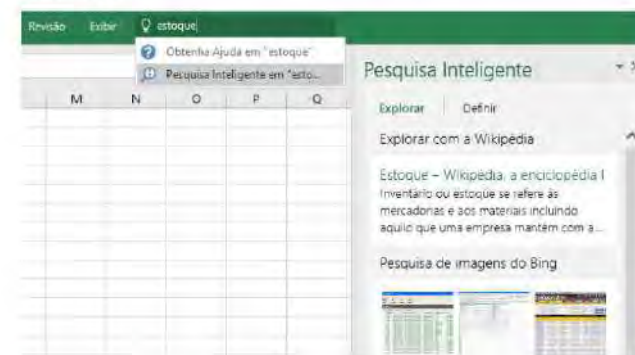 Revisão Exibir estoque
Obtenha Ajuda em "estoque"
Pesquisa Inteligente em "esto...
M N O P Q
Pesquisa Inteligente
Explorar Definir
Explorar com a Wikipédia
Estoque – Wikipédia, a enciclopédia l
Inventário ou estoque se refere às
mercadorias e aos materiais incluindo
aquilo que uma empresa mantém com a...
Pesquisa de imagens do Bing